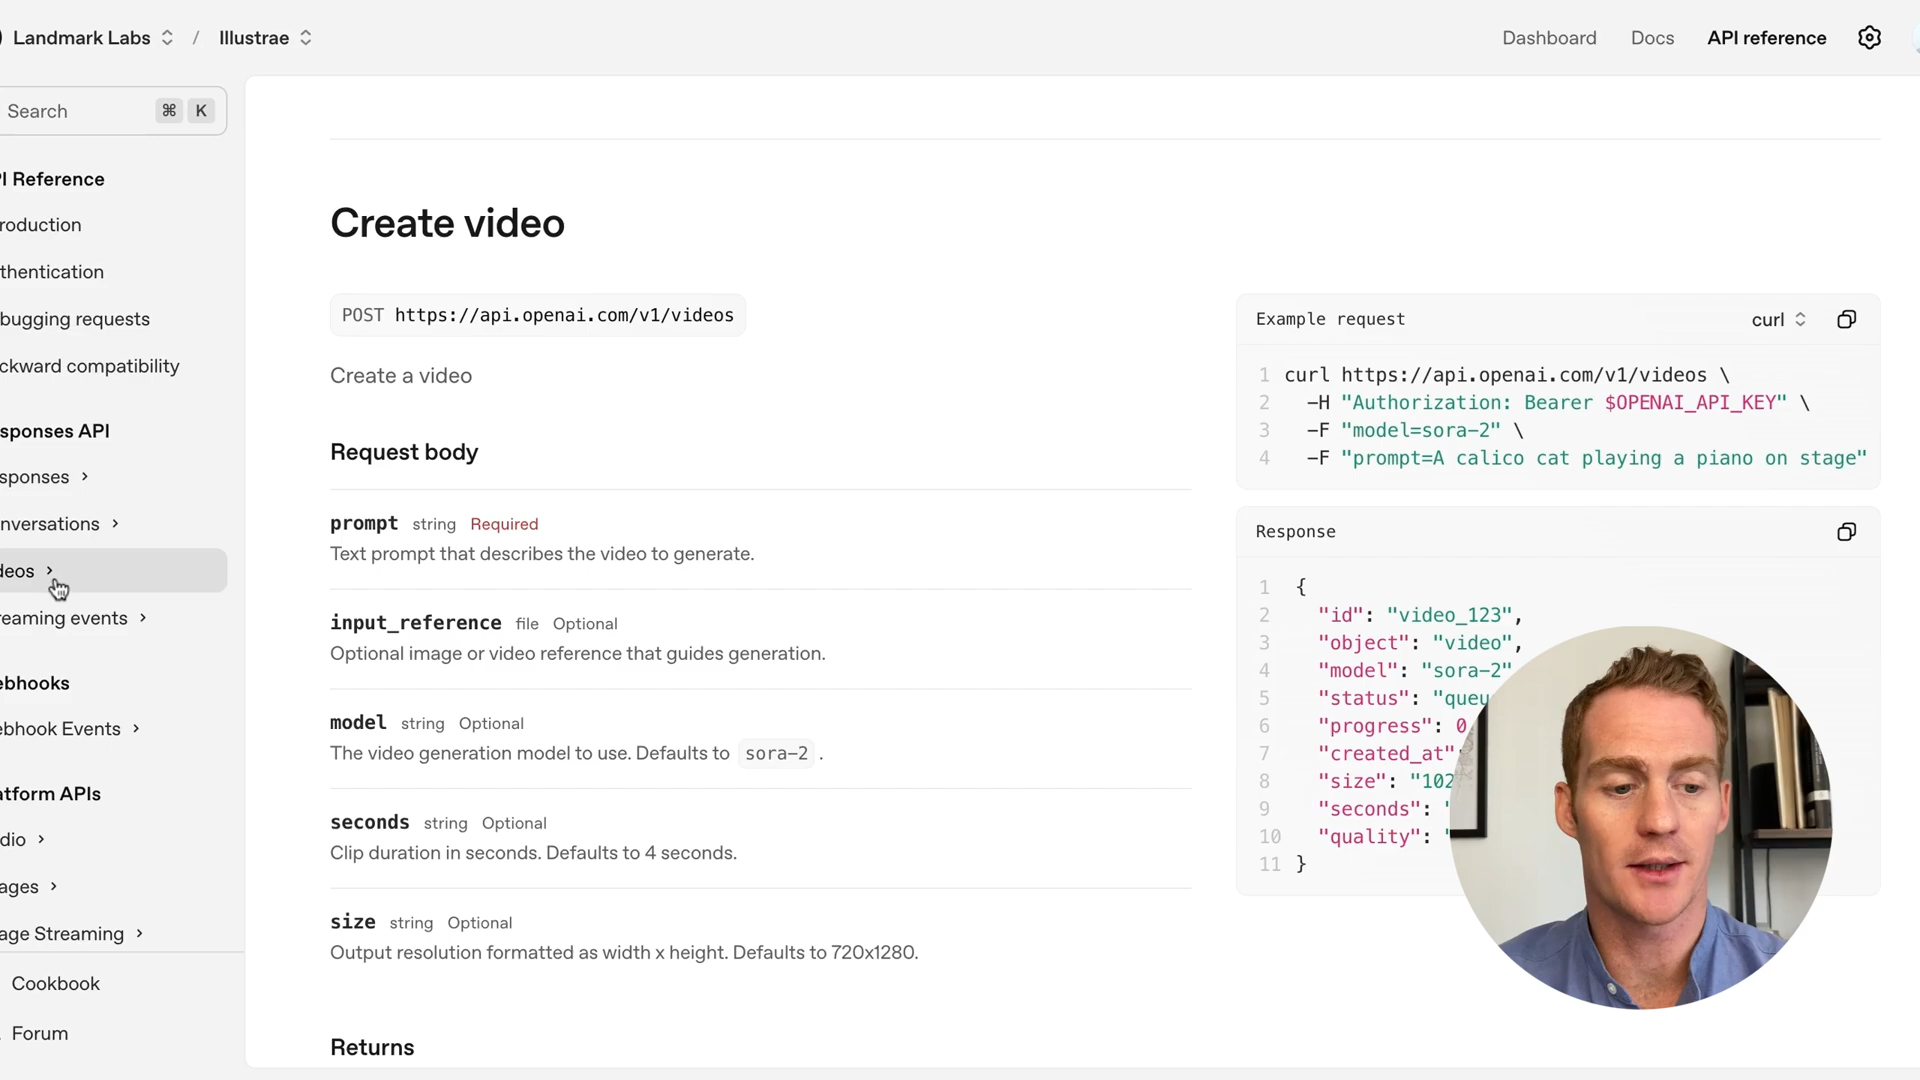 Landmark Labs / Illustrae
Dashboard Docs API reference
Search ⌘ K
Reference
roduction
thentication
bugging requests
ckward compatibility
sponses API
sponses
nversations
deos
reaming events
ebhooks
ebhook Events
atform APIs
dio
ages
age Streaming
Cookbook
Forum
Create video
POST https://api.openai.com/v1/videos
Create a video
Request body
prompt string Required
Text prompt that describes the video to generate.
input_reference file Optional
Optional image or video reference that guides generation.
model string Optional
The video generation model to use. Defaults to sora-2 .
seconds string Optional
Clip duration in seconds. Defaults to 4 seconds.
size string Optional
Output resolution formatted as width x height. Defaults to 720x1280.
Returns
Example request curl
1 curl https://api.openai.com/v1/videos \
2 -H "Authorization: Bearer $OPENAI_API_KEY" \
3 -F "model=sora-2" \
4 -F "prompt=A calico cat playing a piano on stage"
Response
1 {
2 "id": "video_123",
3 "object": "video",
4 "model": "sora-2"
5 "status": "queu
6 "progress": 0
7 "created_at":
8 "size": "102
9 "seconds": "
10 "quality": "
11 }